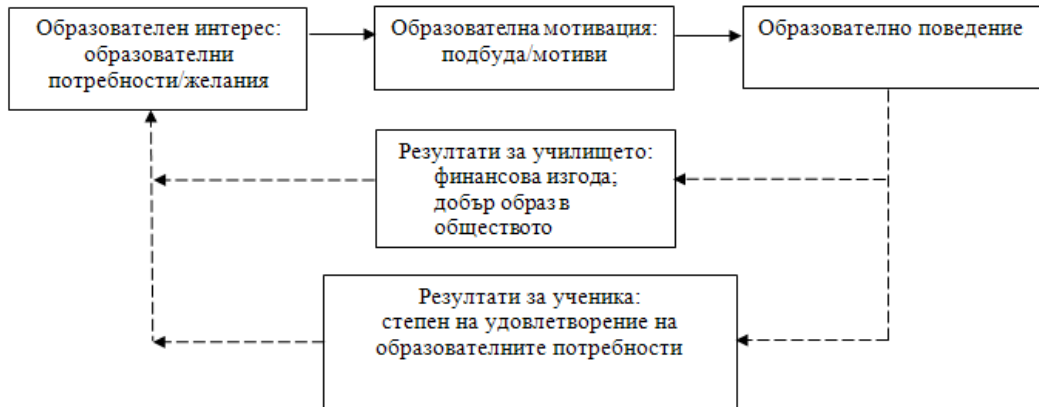 Образователен интерес:
образователни
потребности/желания
Образователна мотивация:
подбуда/мотиви
Образователно поведение
Резултати за училището:
финансова изгода;
добър образ в
обществото
Резултати за ученика:
степен на удовлетворение на
образователните потребности